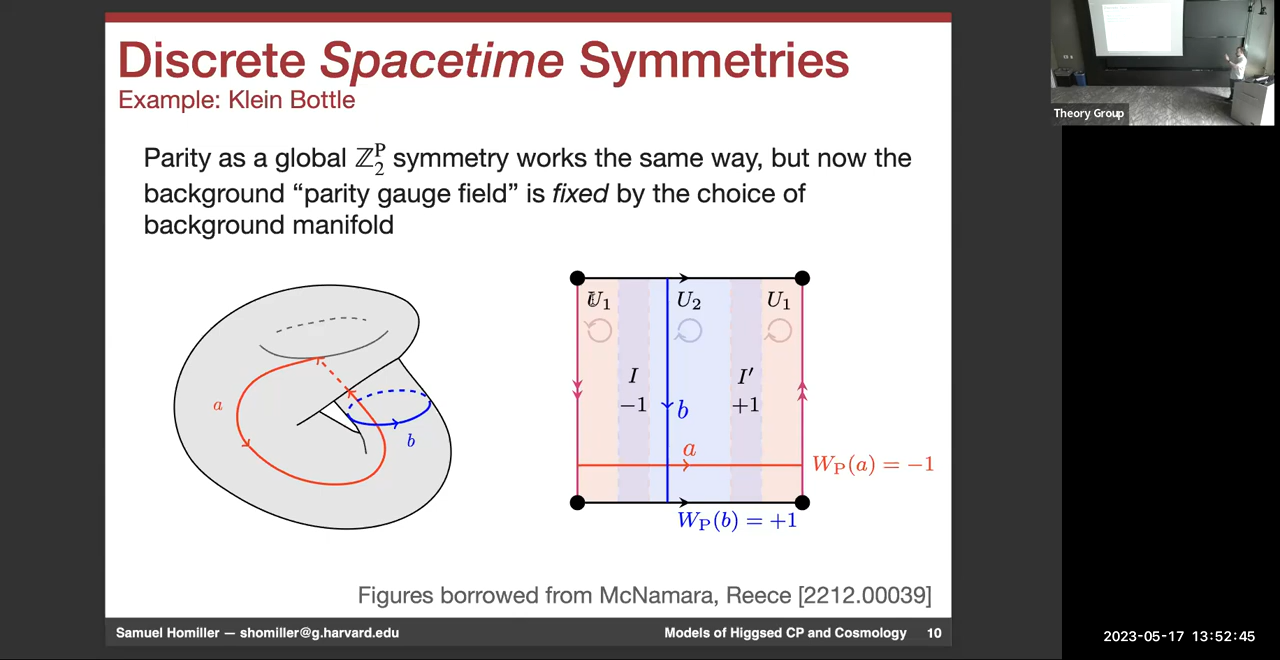 Discrete Spacetime Symmetries
Example: Klein Bottle
Parity as a global ℤ₂ᴾ symmetry works the same way, but now the
background “parity gauge field” is fixed by the choice of
background manifold
a
b
U₁ U₂ U₁
I I′
−1 +1
b
a
W_P(a) = −1
W_P(b) = +1
Figures borrowed from McNamara, Reece [2212.00039]
Samuel Homiller — shomiller@g.harvard.edu Models of Higgsed CP and Cosmology 10
Theory Group
2023-05-17 13:52:45